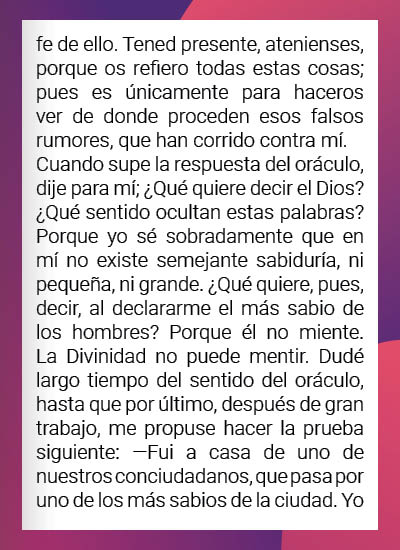 fe de ello. Tened presente, atenienses,
porque os refiero todas estas cosas;
pues es únicamente para haceros
ver de donde proceden esos falsos
rumores, que han corrido contra mí.
Cuando supe la respuesta del oráculo,
dije para mí; ¿Qué quiere decir el Dios?
¿Qué sentido ocultan estas palabras?
Porque yo sé sobradamente que en
mí no existe semejante sabiduría, ni
pequeña, ni grande. ¿Qué quiere, pues,
decir, al declararme el más sabio de
los hombres? Porque él no miente.
La Divinidad no puede mentir. Dudé
largo tiempo del sentido del oráculo,
hasta que por último, después de gran
trabajo, me propuse hacer la prueba
siguiente: —Fui a casa de uno de
nuestros conciudadanos, que pasa por
uno de los más sabios de la ciudad. Yo